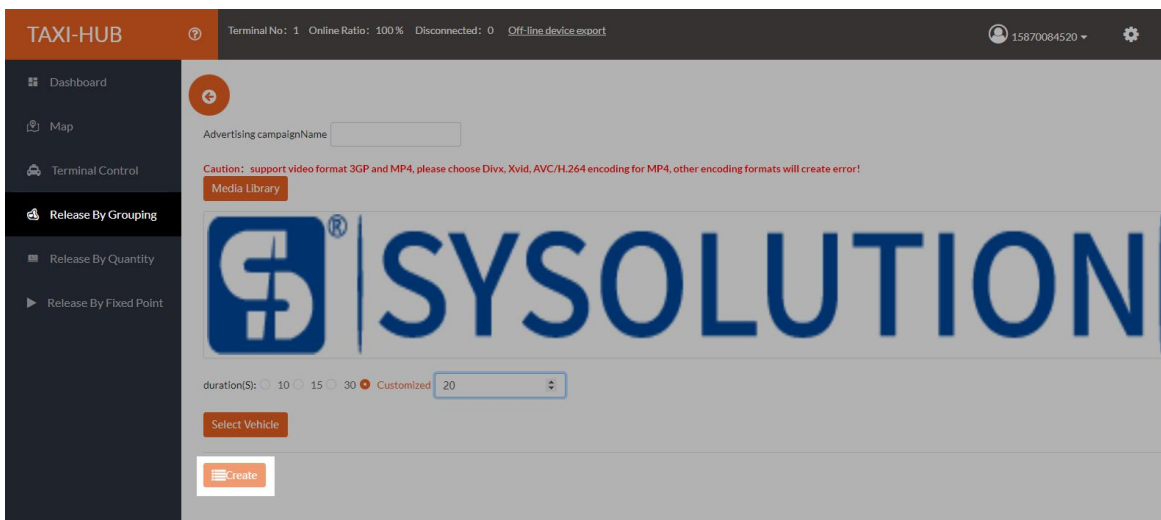 TAXI-HUB
Terminal No: 1 Online Ratio: 100 % Disconnected: 0 Off-line device export
15870084520
Dashboard
Map
Terminal Control
Release By Grouping
Release By Quantity
Release By Fixed Point
Advertising campaignName
Caution: support video format 3GP and MP4, please choose Divx, Xvid, AVC/H.264 encoding for MP4, other encoding formats will create error!
Media Library
® SYSOLUTION
duration(S): 10 15 30 Customized 20
Select Vehicle
Create